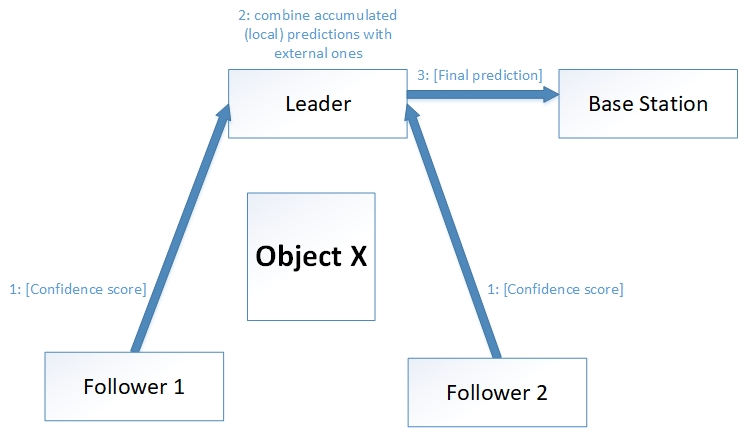 2: combine accumulated
(local) predictions with
external ones
3: [Final prediction]
Leader
Base Station
Object X
1: [Confidence score]
1: [Confidence score]
Follower 1
Follower 2